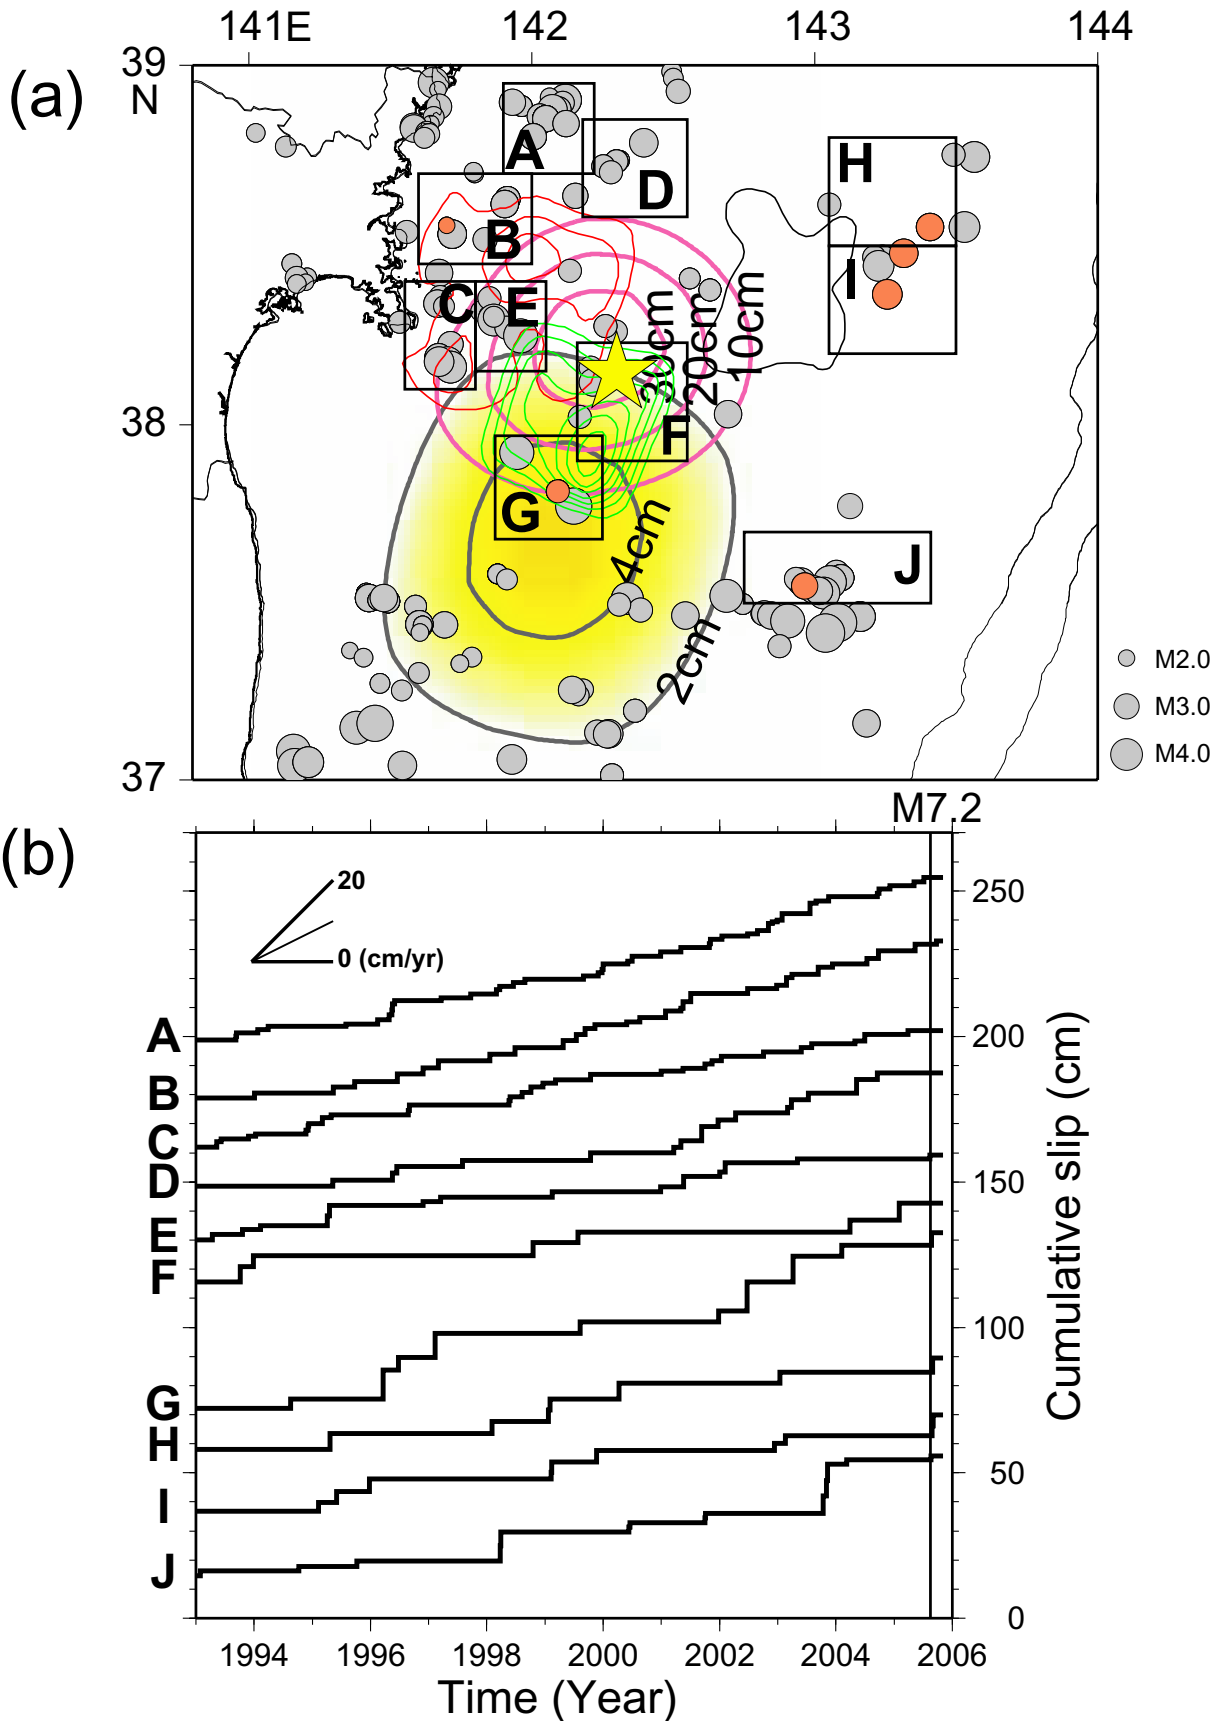 141E 142 143 144
(a)
39
N
A
D
H
B
I
C E
30cm
20cm
10cm
38
F
G
4cm
J
2cm
M2.0
M3.0
M4.0
37
M7.2
(b)
20
0 (cm/yr)
250
A
200
B
C
D
150
E
F
100
G
H
50
I
J
0
Cumulative slip (cm)
1994 1996 1998 2000 2002 2004 2006
Time (Year)